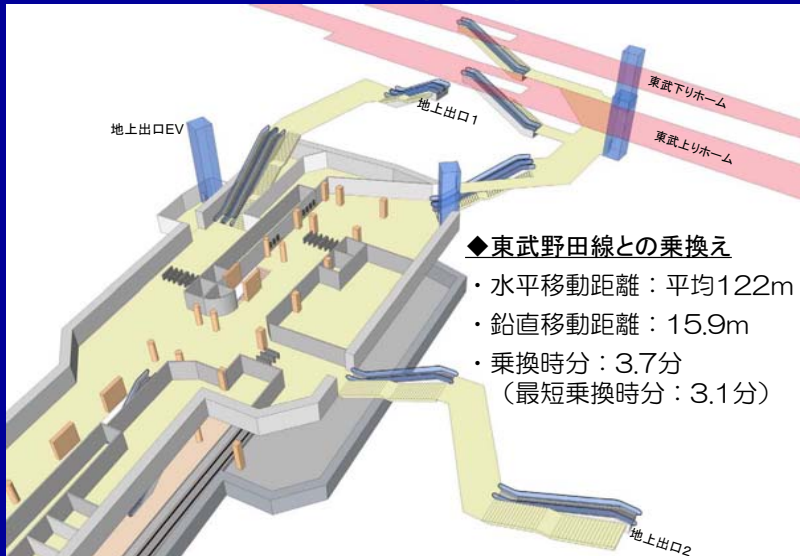 東武下りホーム
地上出口1
地上出口EV
東武上りホーム
◆東武野田線との乗換え
・水平移動距離：平均122m
・鉛直移動距離：15.9m
・乗換時分：3.7分
（最短乗換時分：3.1分）
地上出口2